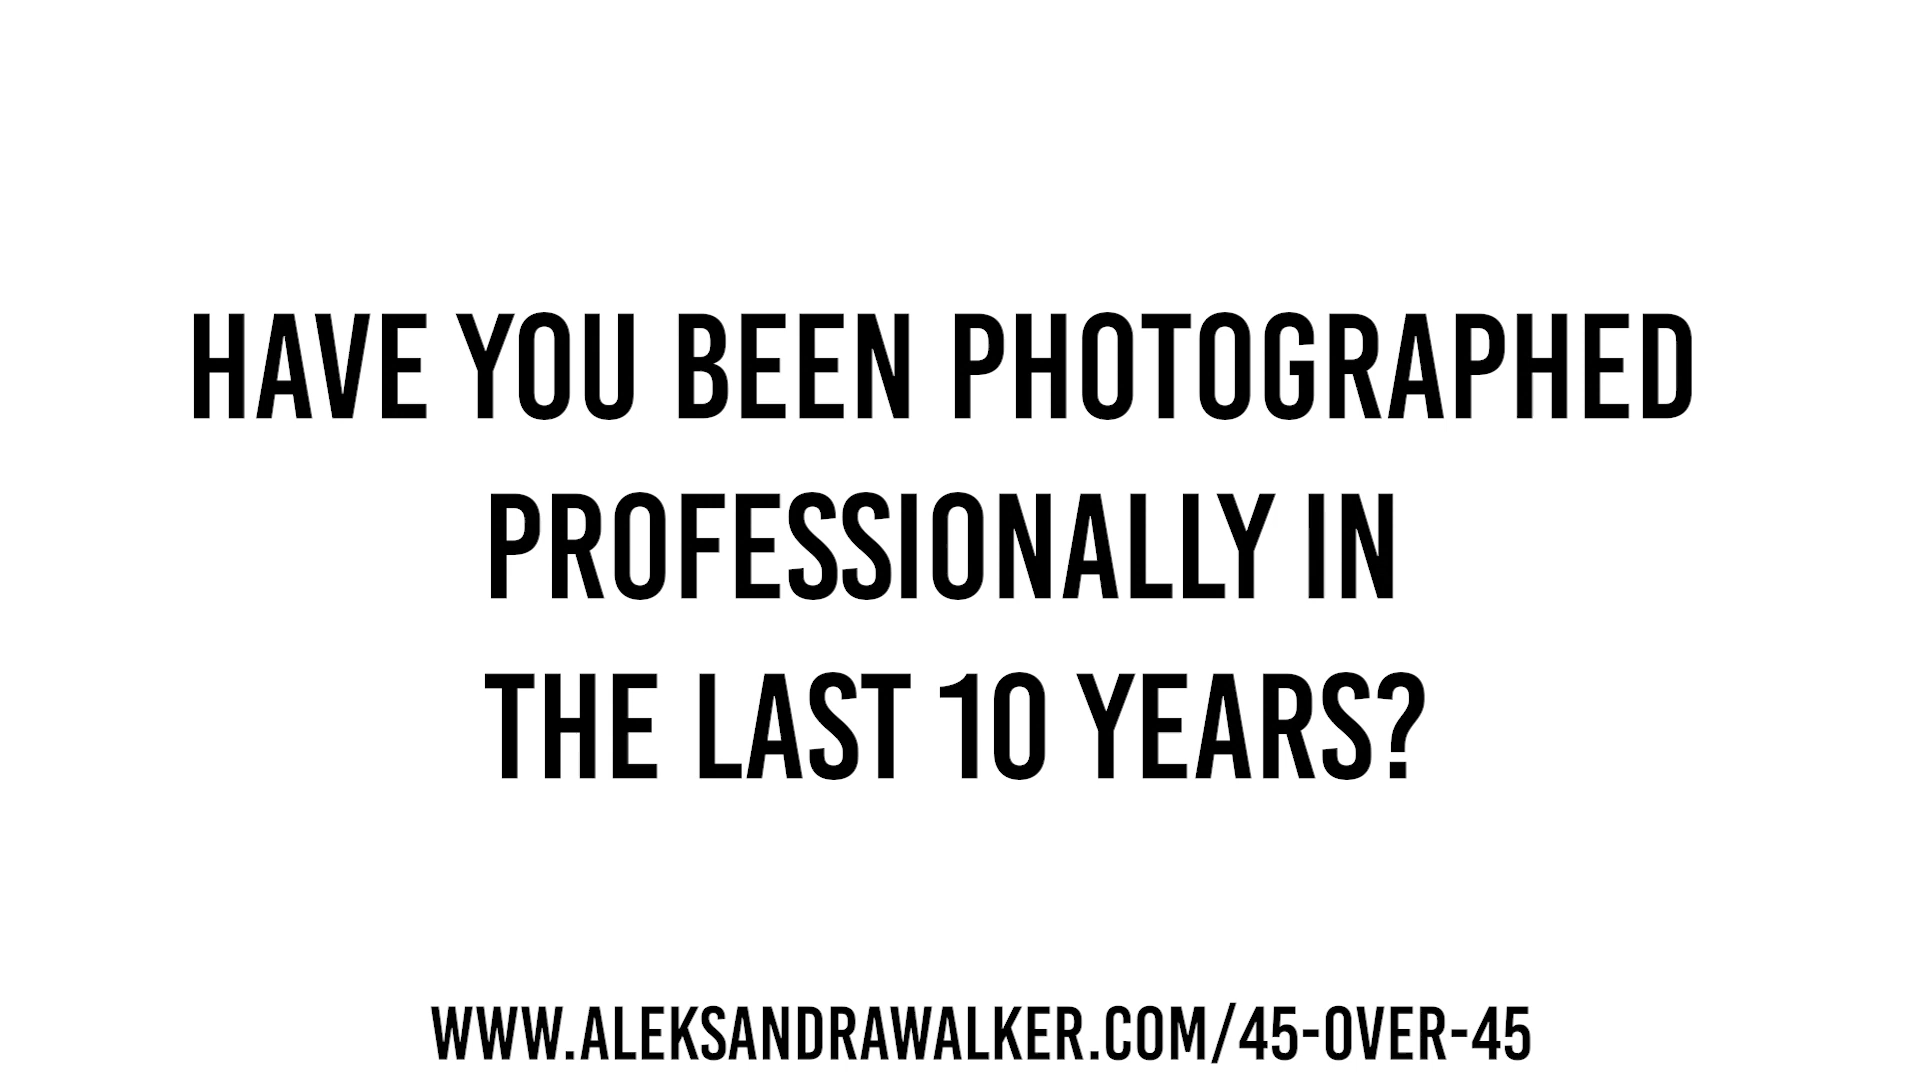 HAVE YOU BEEN PHOTOGRAPHED
PROFESSIONALLY IN
THE LAST 10 YEARS?
WWW.ALEKSANDRAWALKER.COM/45-OVER-45